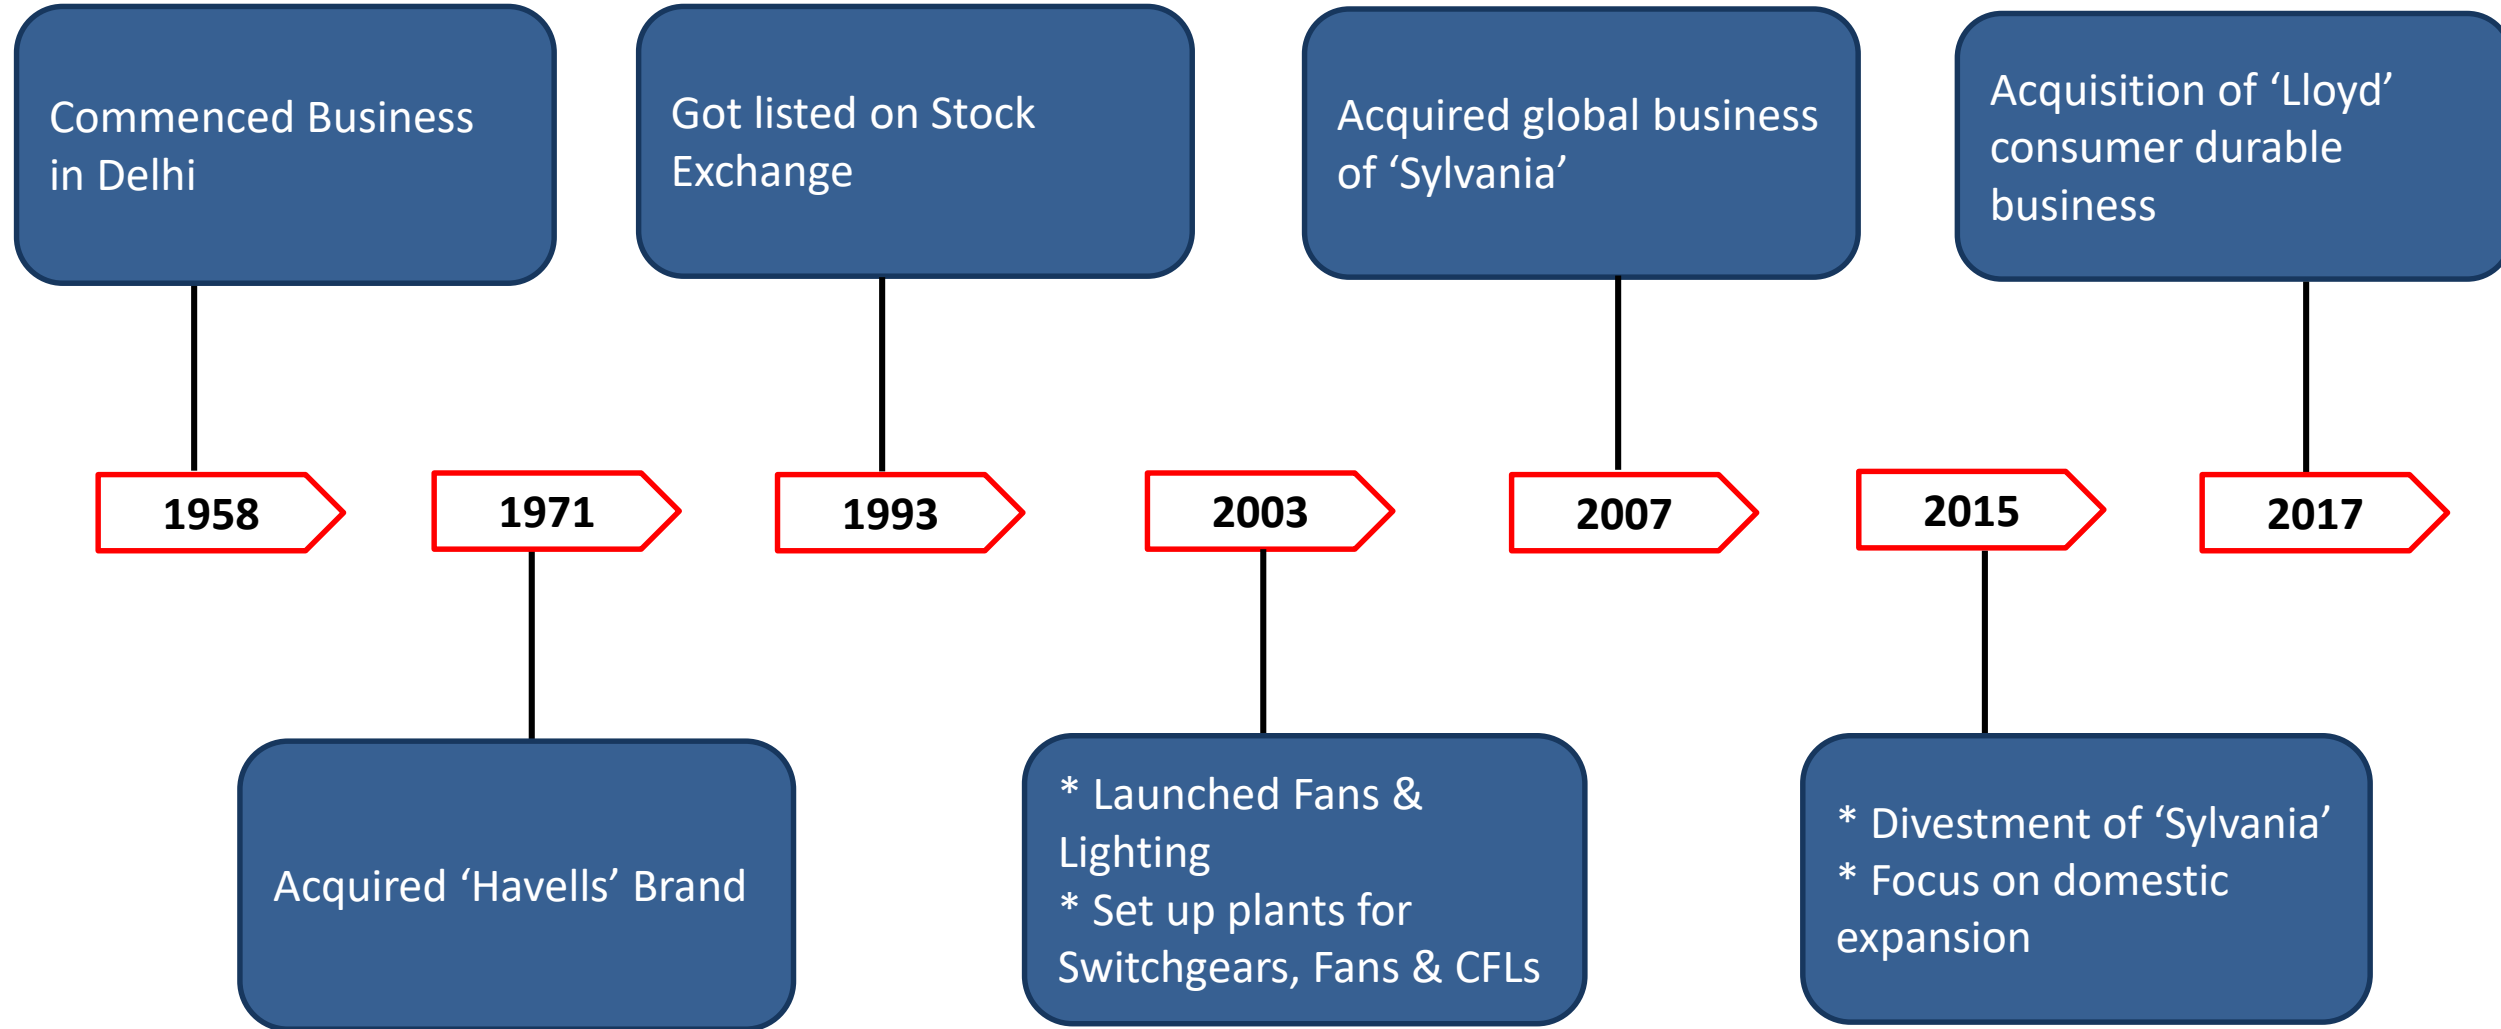 Commenced Business
in Delhi
Got listed on Stock
Exchange
Acquired global business
of ‘Sylvania’
Acquisition of ‘Lloyd’
consumer durable
business
1958
1971
1993
2003
2007
2015
2017
Acquired ‘Havells’ Brand
* Launched Fans &
Lighting
* Set up plants for
Switchgears, Fans & CFLs
* Divestment of ‘Sylvania’
* Focus on domestic
expansion